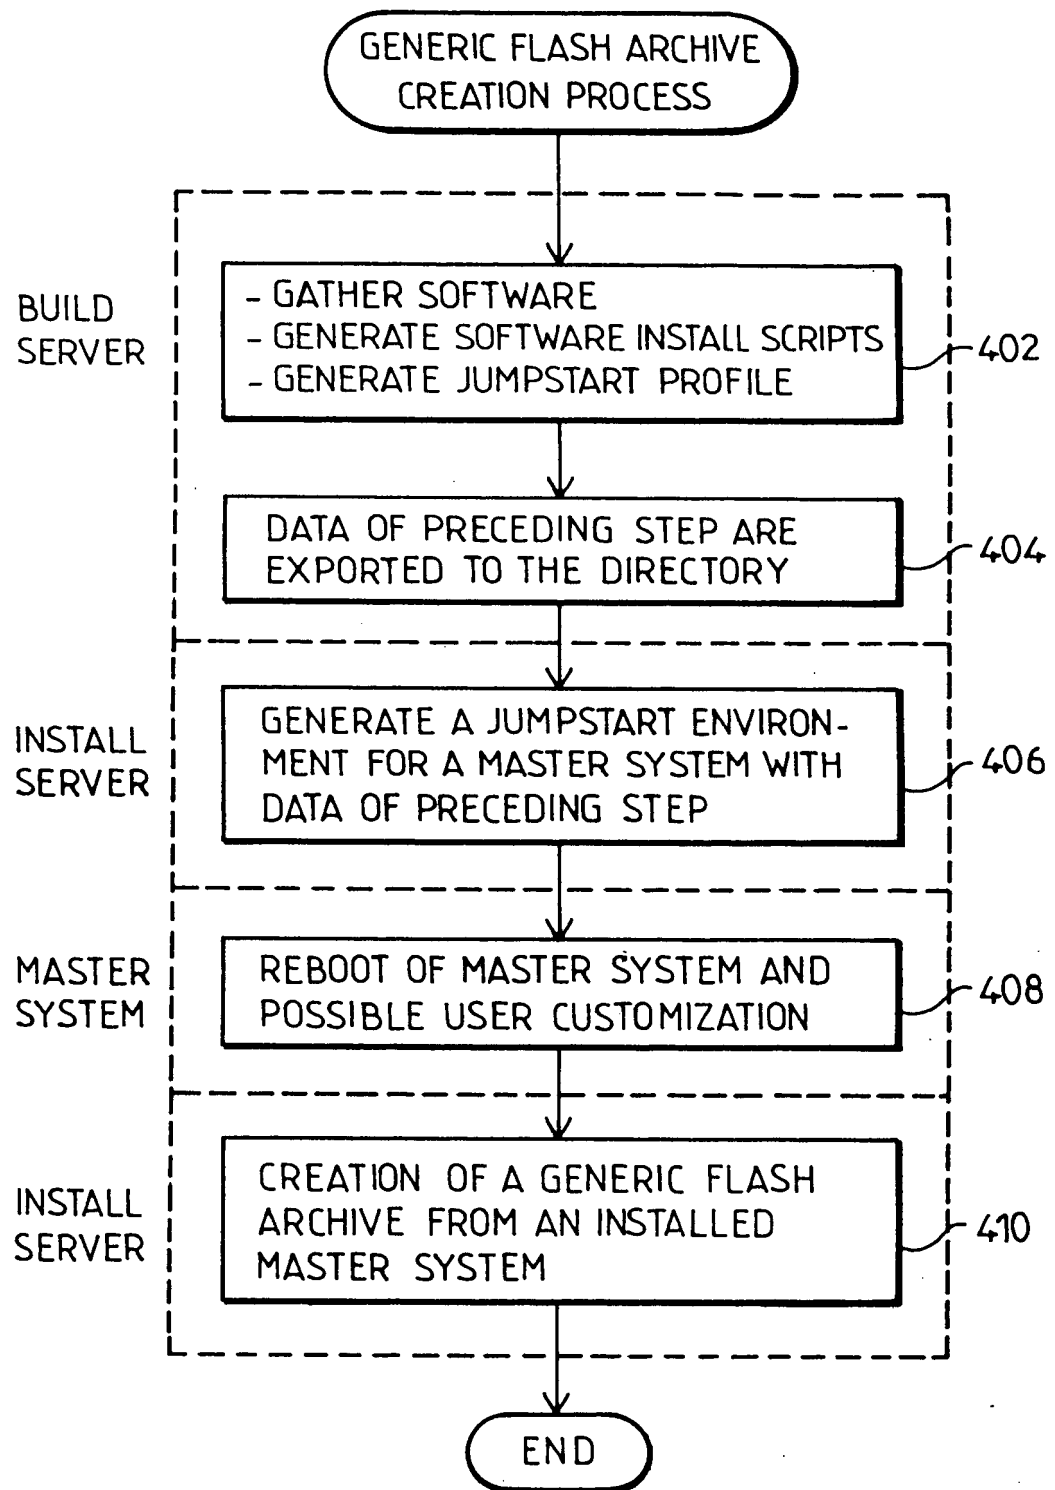 GENERIC FLASH ARCHIVE
CREATION PROCESS
BUILD
SERVER
- GATHER SOFTWARE
- GENERATE SOFTWARE INSTALL SCRIPTS
- GENERATE JUMPSTART PROFILE
402
DATA OF PRECEDING STEP ARE
EXPORTED TO THE DIRECTORY
404
INSTALL
SERVER
GENERATE A JUMPSTART ENVIRON-
MENT FOR A MASTER SYSTEM WITH
DATA OF PRECEDING STEP
406
MASTER
SYSTEM
REBOOT OF MASTER SYSTEM AND
POSSIBLE USER CUSTOMIZATION
408
INSTALL
SERVER
CREATION OF A GENERIC FLASH
ARCHIVE FROM AN INSTALLED
MASTER SYSTEM
410
END